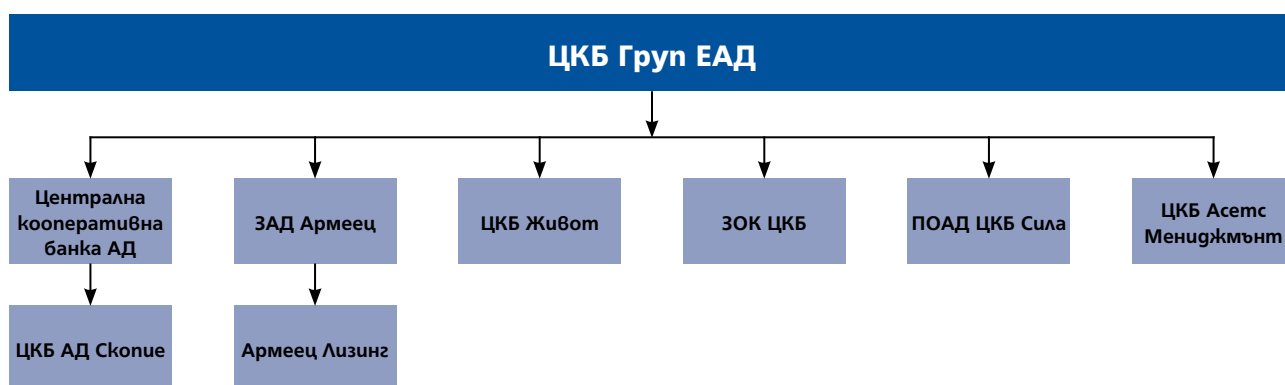 ЦКБ Груп ЕАД
Централна
кооперативна
банка АД
ЗАД Армеец
ЦКБ Живот
ЗОК ЦКБ
ПОАД ЦКБ Сила
ЦКБ Асетс
Мениджмънт
ЦКБ АД Скопие
Армеец Лизинг